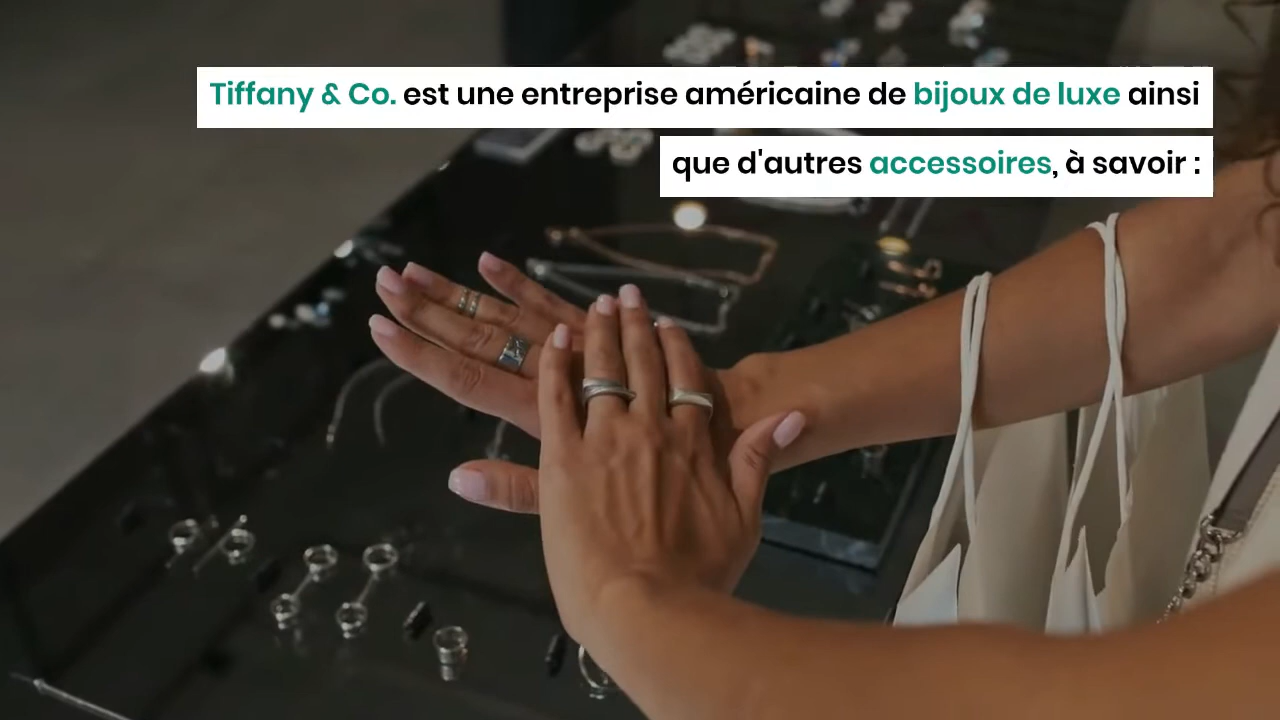 Tiffany & Co. est une entreprise américaine de bijoux de luxe ainsi
que d'autres accessoires, à savoir :